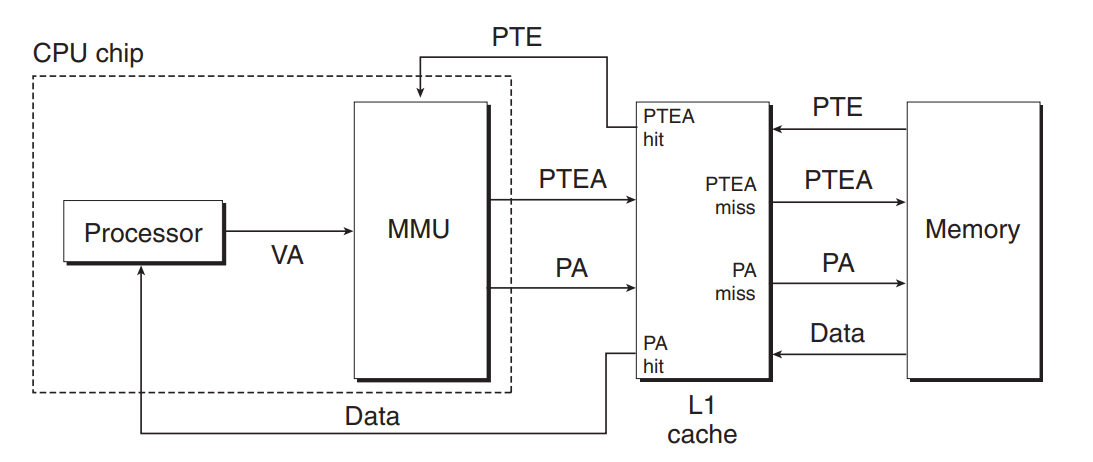 PTE
CPU chip
PTEA
hit
PTE
PTEA
PTEA
miss
PTEA
Processor
VA
MMU
Memory
PA
PA
miss
PA
PA
hit
Data
Data
L1
cache